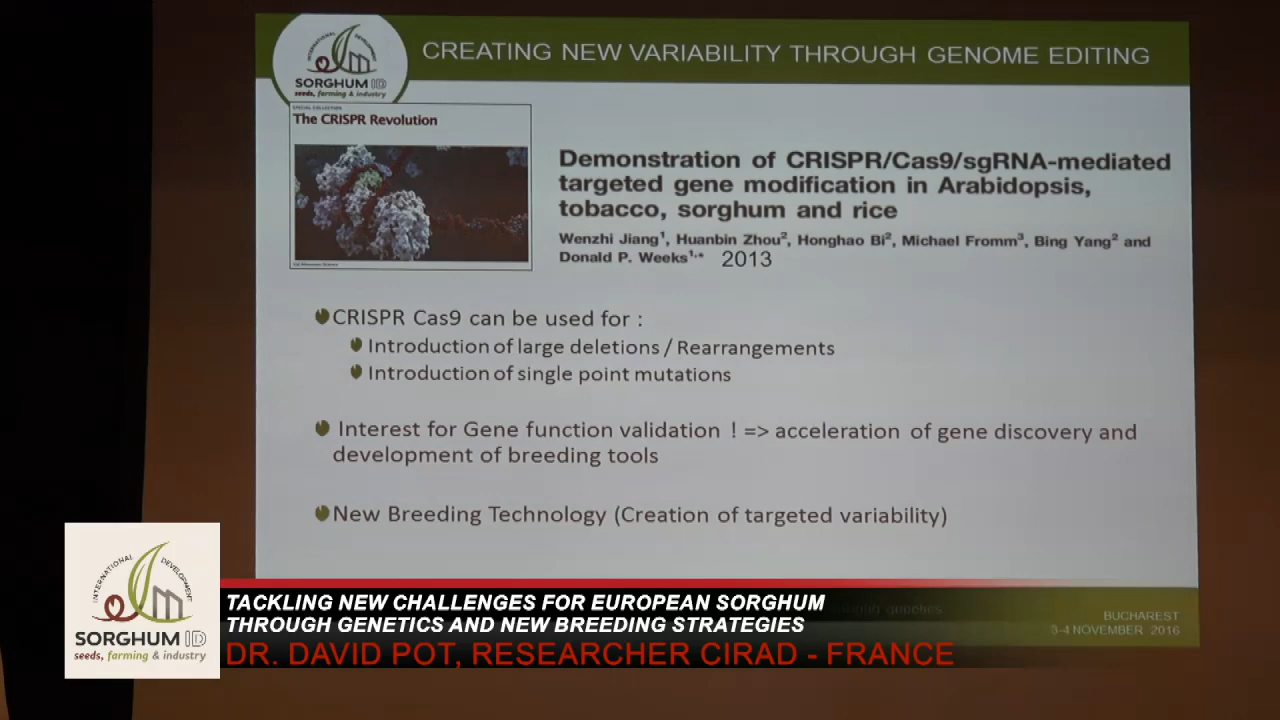 INTERNATIONAL DEVELOPMENT
SORGHUM ID
seeds, farming & industry
CREATING NEW VARIABILITY THROUGH GENOME EDITING
SPECIAL COLLECTION
The CRISPR Revolution
Demonstration of CRISPR/Cas9/sgRNA-mediated
targeted gene modification in Arabidopsis,
tobacco, sorghum and rice
Wenzhi Jiang¹, Huanbin Zhou², Honghao Bi², Michael Fromm³, Bing Yang² and
Donald P. Weeks¹,* 2013
CRISPR Cas9 can be used for :
Introduction of large deletions / Rearrangements
Introduction of single point mutations
Interest for Gene function validation ! => acceleration of gene discovery and
development of breeding tools
New Breeding Technology (Creation of targeted variability)
BUCHAREST
3-4 NOVEMBER 2016
INTERNATIONAL DEVELOPMENT
SORGHUM ID
seeds, farming & industry
TACKLING NEW CHALLENGES FOR EUROPEAN SORGHUM
THROUGH GENETICS AND NEW BREEDING STRATEGIES
DR. DAVID POT, RESEARCHER CIRAD - FRANCE